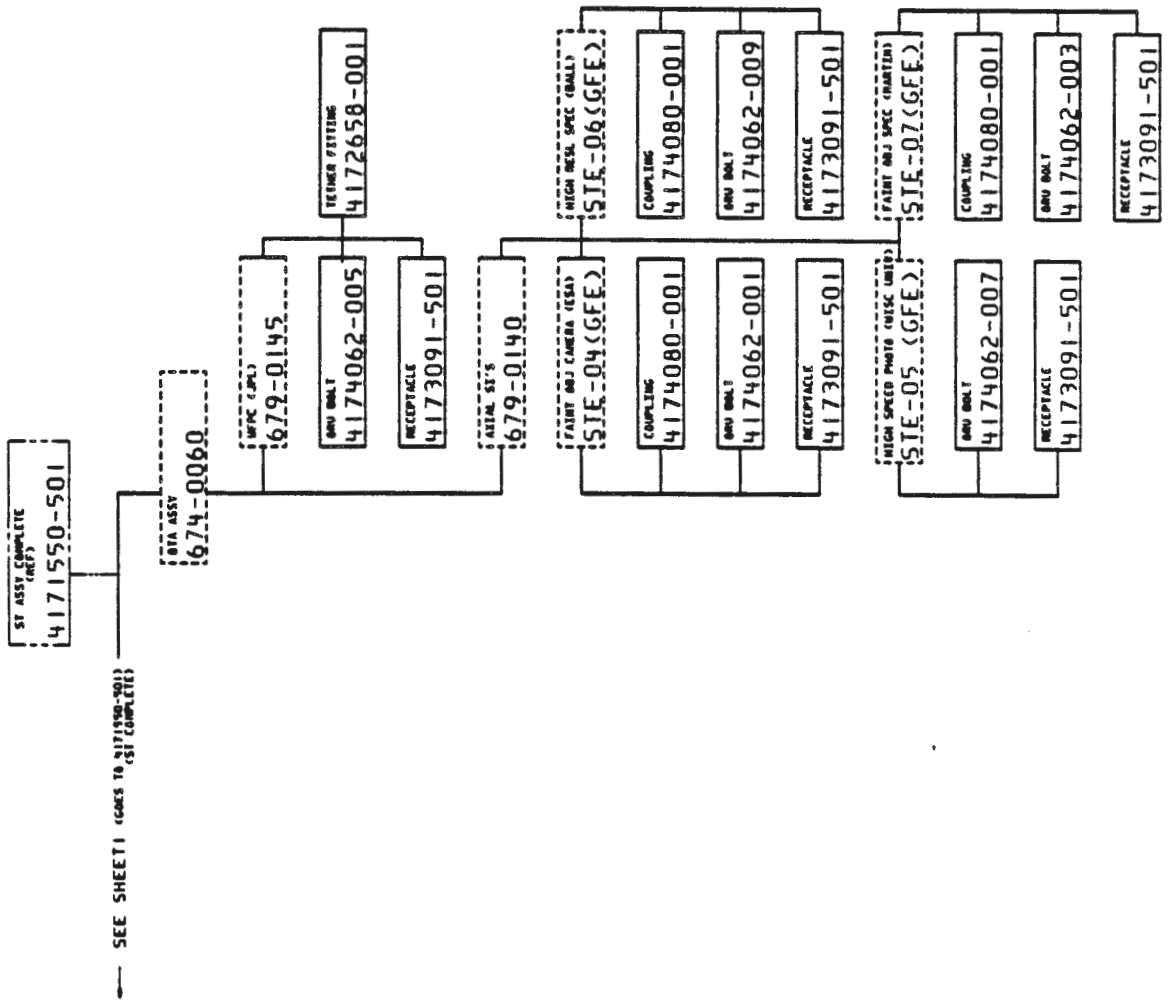 ST ASSY COMPLETE
(REF)
4171550-501
SEE SHEET1 (GOES TO 4171550-501)
(ST COMPLETE)
OTA ASSY
674-0060
WFPC (JPL)
679-0145
ORU BOLT
4174062-005
RECEPTACLE
4173091-501
TETHER FITTING
4172658-001
AXIAL SI'S
679-0140
FAINT OBJ CAMERA (ESA)
STE-04(GFE)
COUPLING
4174080-001
ORU BOLT
4174062-001
RECEPTACLE
4173091-501
HIGH RESL SPEC (BALL)
STE-06(GFE)
COUPLING
4174080-001
ORU BOLT
4174062-009
RECEPTACLE
4173091-501
HIGH SPEED PHOTO (WISC UNIV)
STE-05 (GFE)
ORU BOLT
4174062-007
RECEPTACLE
4173091-501
FAINT OBJ SPEC (MARTIN)
STE-07(GFE)
COUPLING
4174080-001
ORU BOLT
4174062-003
RECEPTACLE
4173091-501